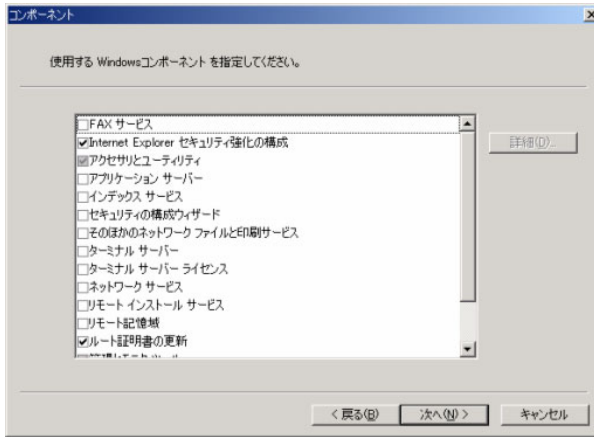 コンポーネント
使用する Windowsコンポーネント を指定してください。
FAX サービス
Internet Explorer セキュリティ強化の構成
アクセサリとユーティリティ
アプリケーション サーバー
インデックス サービス
セキュリティの構成ウィザード
そのほかのネットワーク ファイルと印刷サービス
ターミナル サーバー
ターミナル サーバー ライセンス
ネットワーク サービス
リモート インストール サービス
リモート記憶域
ルート証明書の更新
詳細(D)...
< 戻る(B)
次へ(N) >
キャンセル